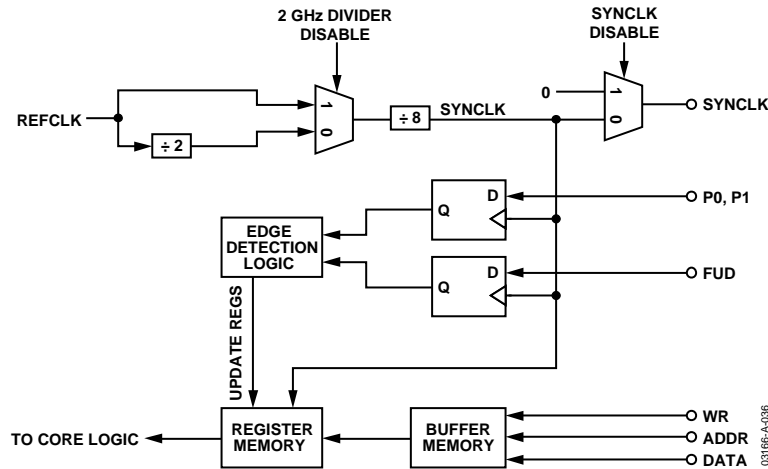 2 GHz DIVIDER
DISABLE
SYNCLK
DISABLE
REFCLK
÷ 2
1
0
÷ 8
SYNCLK
0
1
0
SYNCLK
D
Q
P0, P1
EDGE
DETECTION
LOGIC
D
Q
FUD
UPDATE REGS
TO CORE LOGIC
REGISTER
MEMORY
BUFFER
MEMORY
WR
ADDR
DATA
03166-A-036